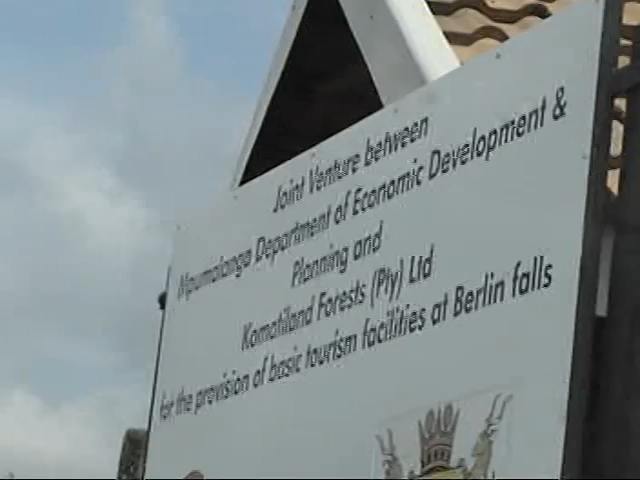 Joint Venture between
Mpumalanga Department of Economic Development &
Planning and
Komatiland Forests (Pty) Ltd
for the provision of basic tourism facilities at Berlin falls